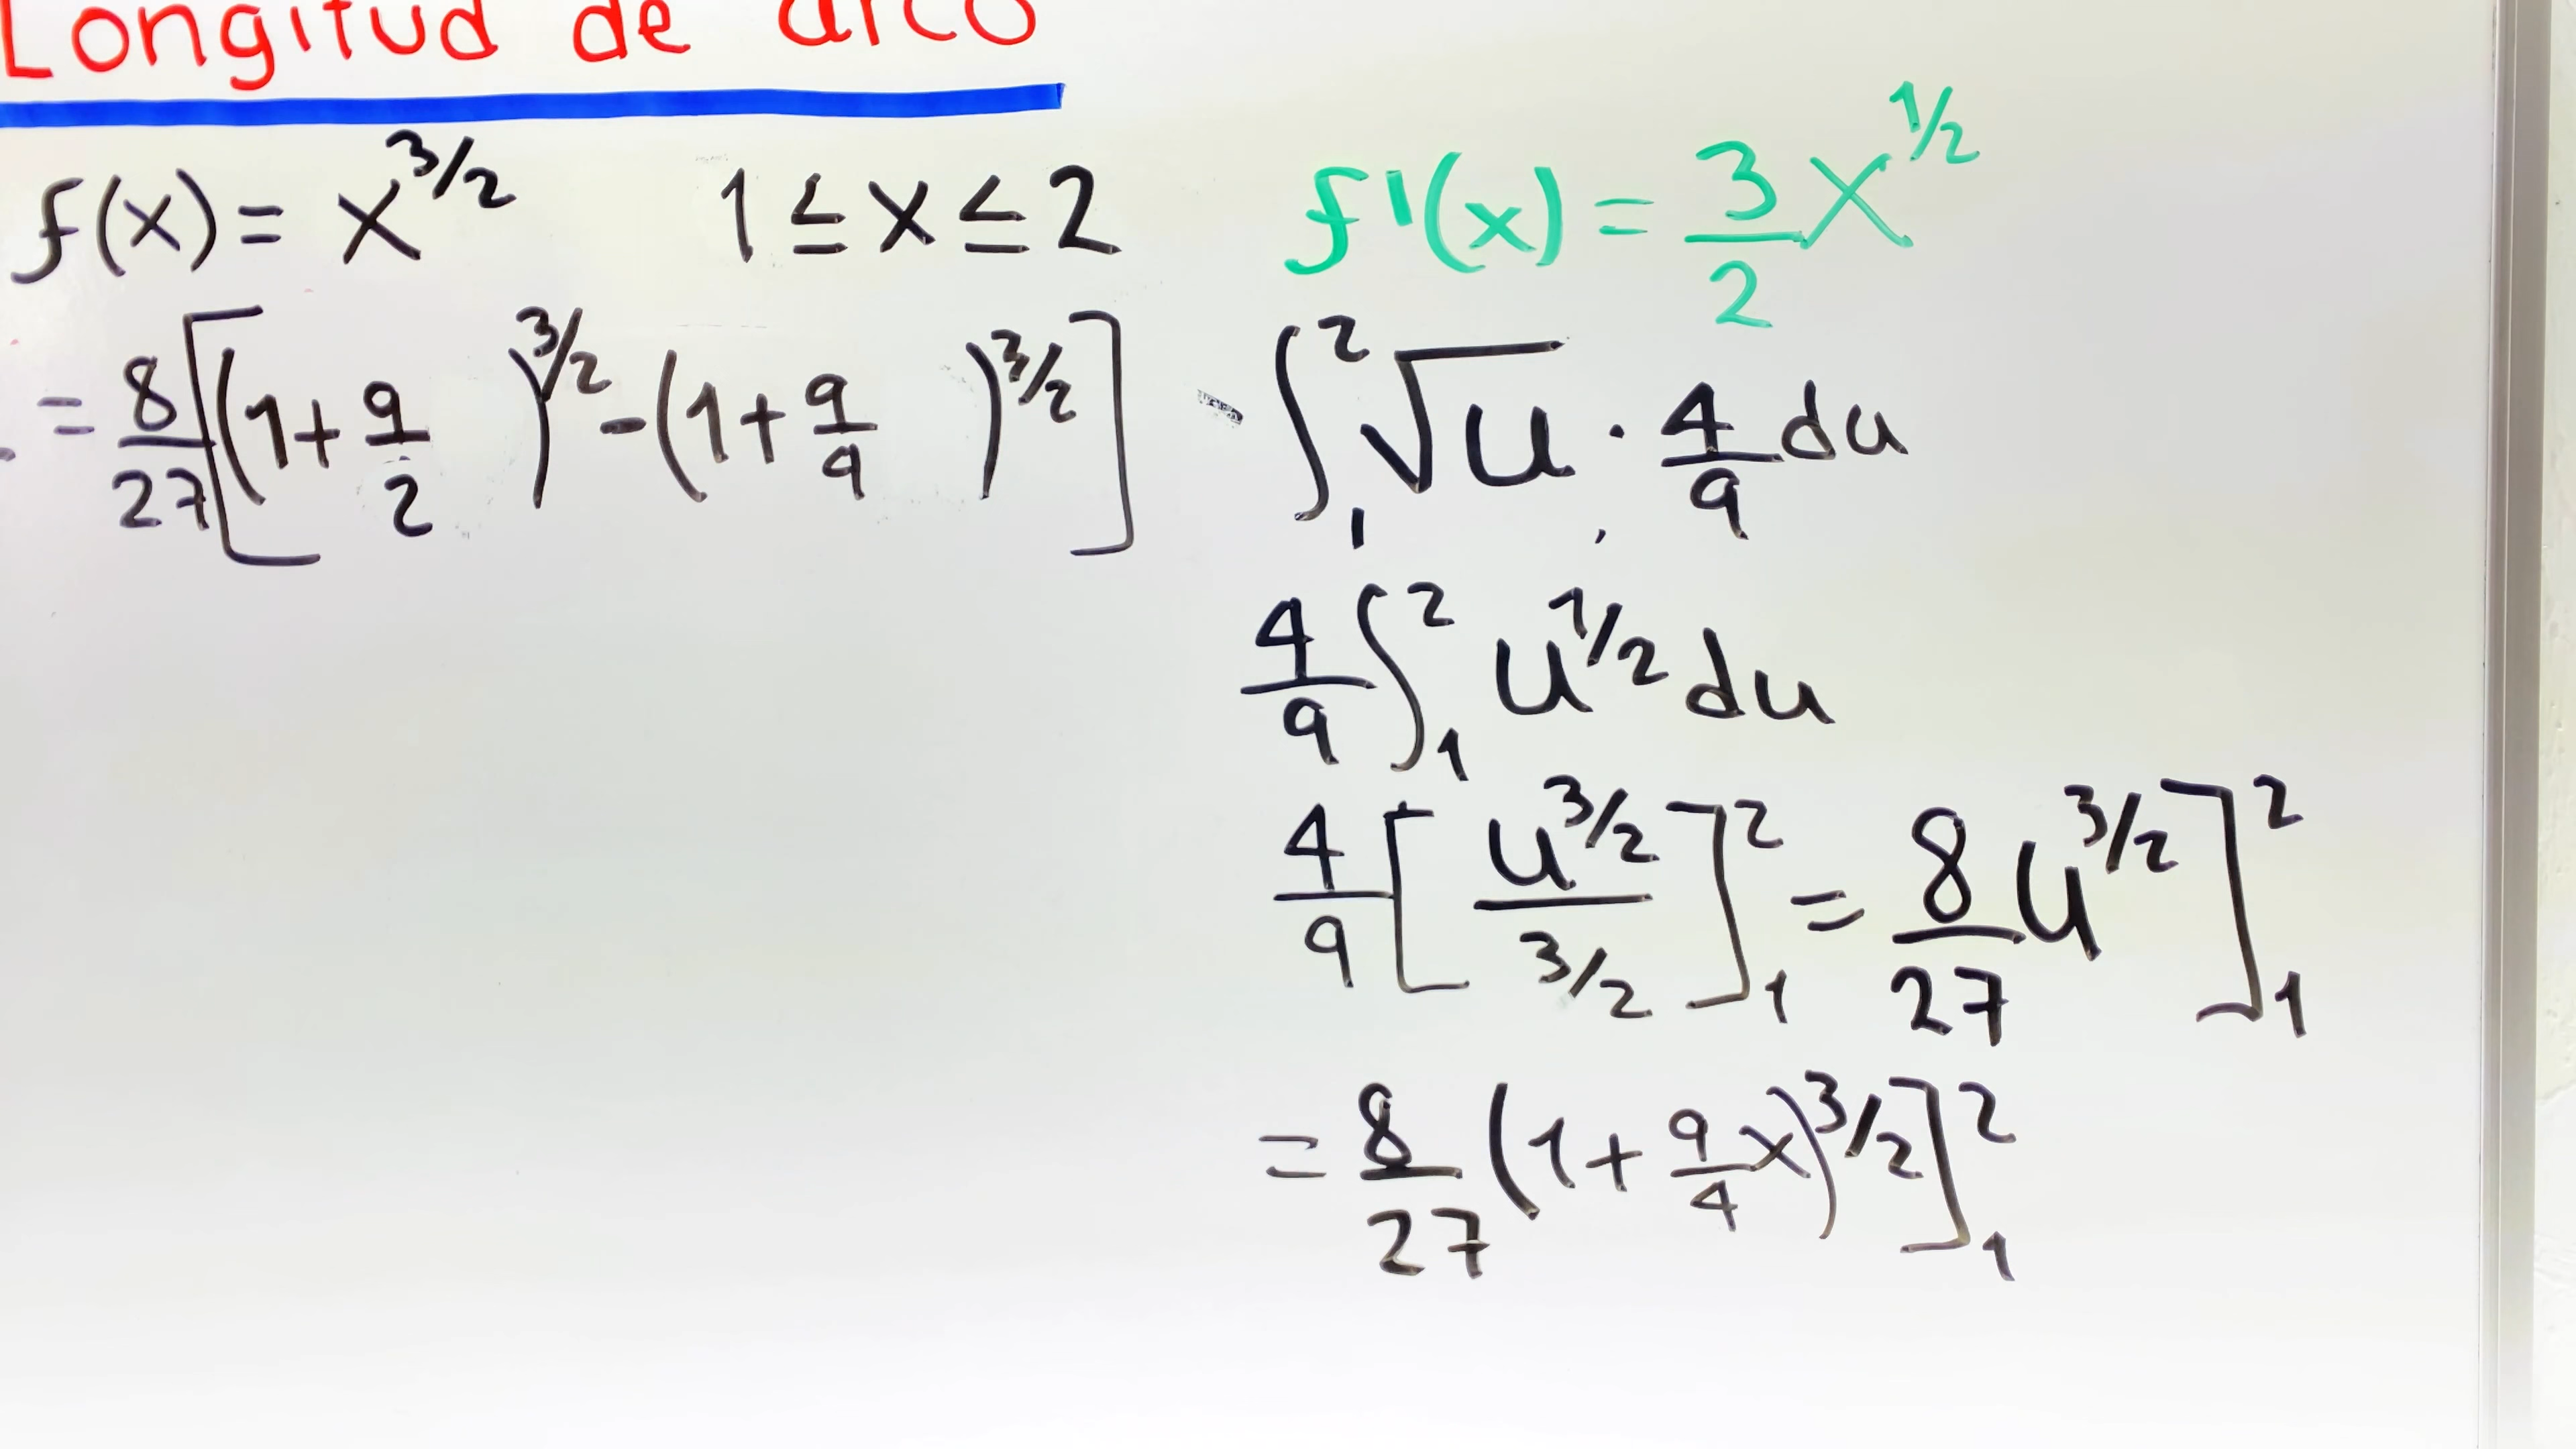 Longitud de arco
f(x) = x^3/2    1 ≤ x ≤ 2
= 8/27 [(1 + 9/2)^3/2 - (1 + 9/9)^3/2]
f'(x) = 3/2 x^1/2
∫₁² √u · 4/9 du
4/9 ∫₁² u^1/2 du
4/9 [u^3/2 / 3/2]₁² = 8/27 u^3/2]₁²
= 8/27 (1 + 9/4 x)^3/2]₁²